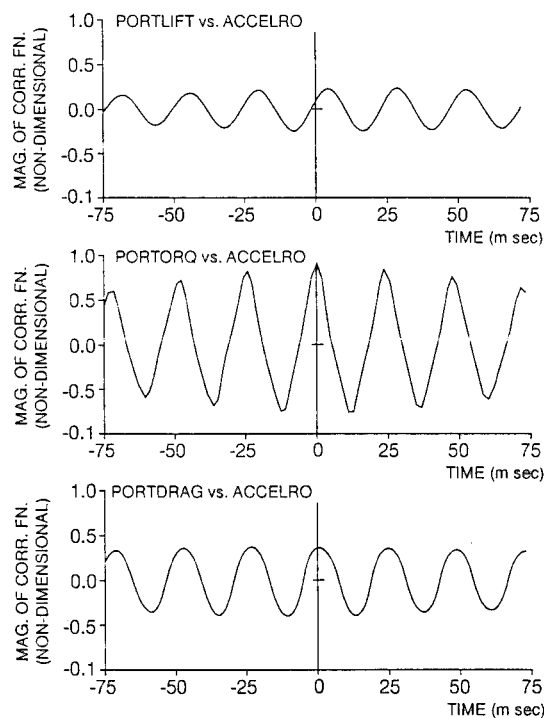 PORTLIFT vs. ACCELRO
MAG. OF CORR. FN.
(NON-DIMENSIONAL)
1.0
0.5
0.0
-0.5
-0.1
-75 -50 -25 0 25 50 75
TIME (m sec)
PORTORQ vs. ACCELRO
MAG. OF CORR. FN.
(NON-DIMENSIONAL)
1.0
0.5
0.0
-0.5
-0.1
-75 -50 -25 0 25 50 75
TIME (m sec)
PORTDRAG vs. ACCELRO
MAG. OF CORR. FN.
(NON-DIMENSIONAL)
1.0
0.5
0.0
-0.5
-0.1
-75 -50 -25 0 25 50 75
TIME (m sec)